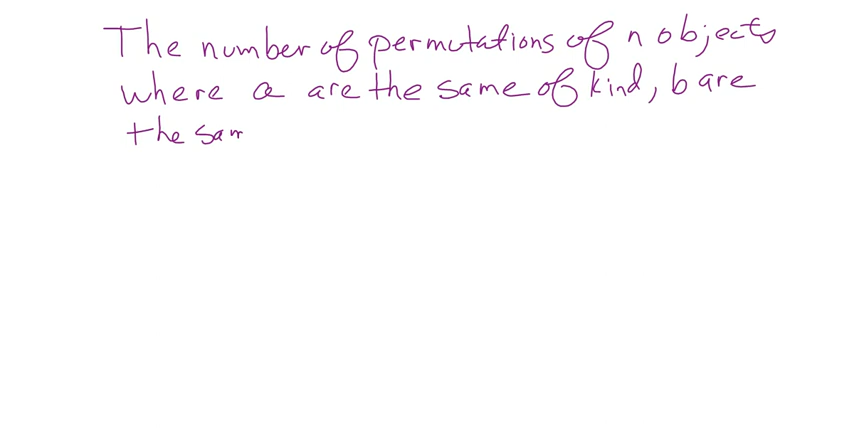 The number of permutations of n objects
where a are the same of kind, b are
the sam